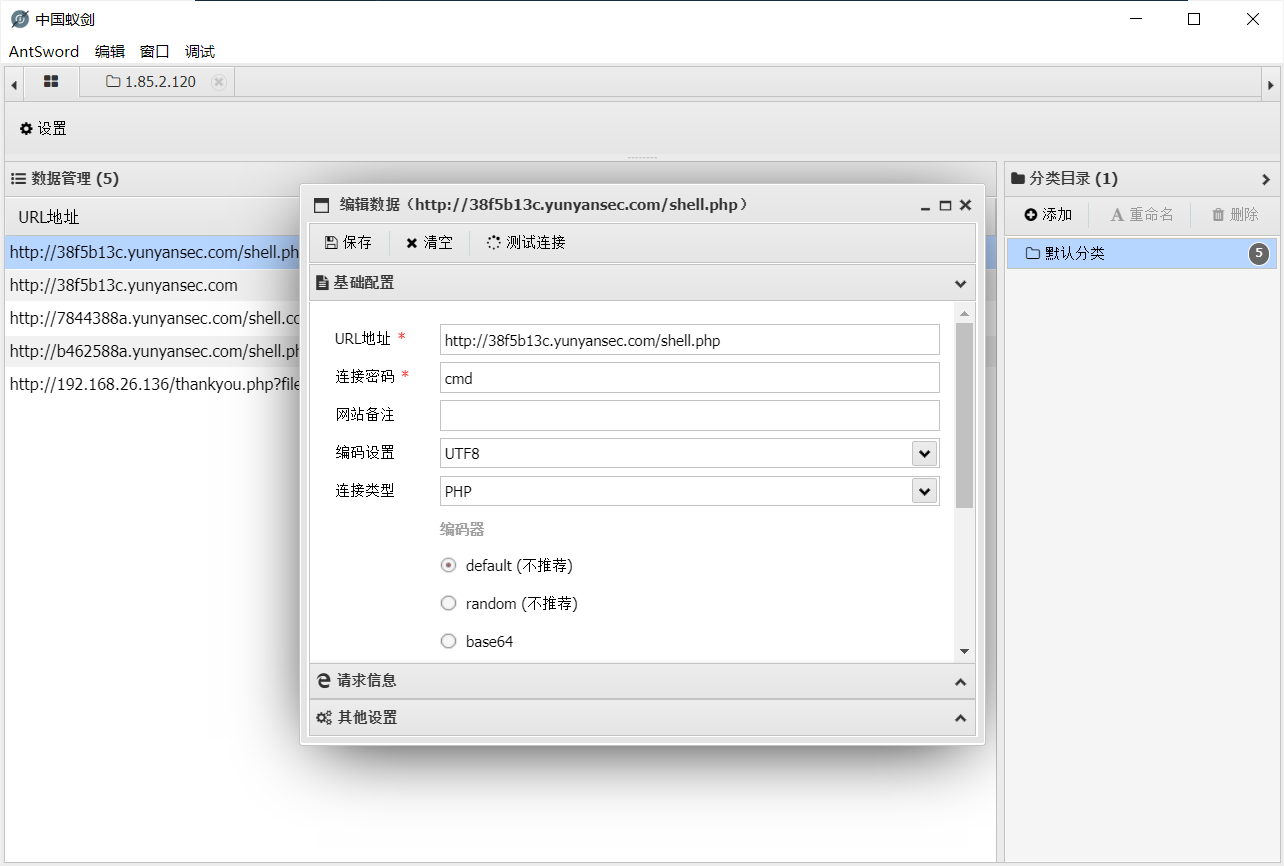 中国蚁剑
AntSword 编辑 窗口 调试
1.85.2.120
设置
数据管理 (5)
URL地址
http://38f5b13c.yunyansec.com/shell.ph
http://38f5b13c.yunyansec.com
http://7844388a.yunyansec.com/shell.co
http://b462588a.yunyansec.com/shell.ph
http://192.168.26.136/thankyou.php?file
编辑数据（http://38f5b13c.yunyansec.com/shell.php）
保存 清空 测试连接
基础配置
URL地址 * http://38f5b13c.yunyansec.com/shell.php
连接密码 * cmd
网站备注
编码设置 UTF8
连接类型 PHP
编码器
default (不推荐)
random (不推荐)
base64
请求信息
其他设置
分类目录 (1)
添加 重命名 删除
默认分类 5